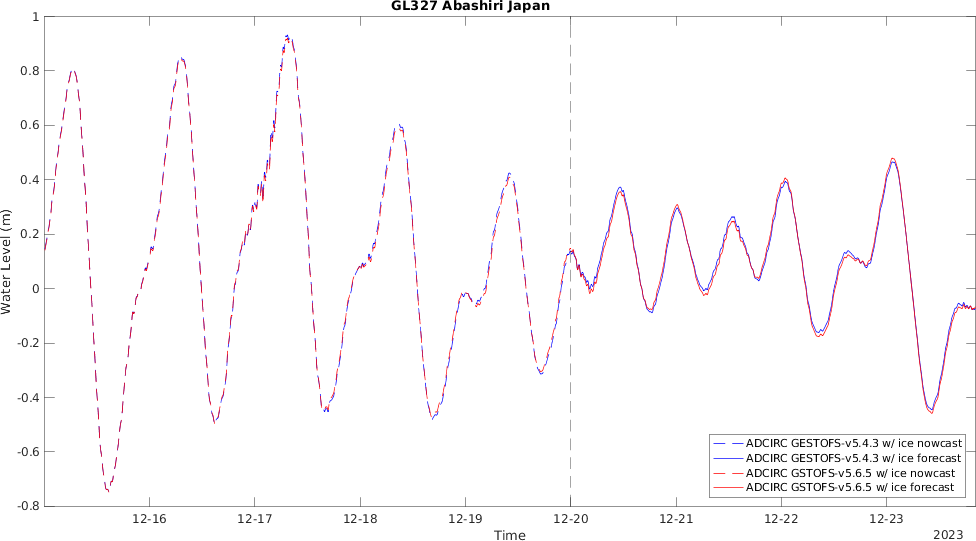 GL327 Abashiri Japan
1
0.8
0.6
0.4
0.2
0
-0.2
-0.4
-0.6
-0.8
Water Level (m)
12-16 12-17 12-18 12-19 12-20 12-21 12-22 12-23
Time
2023
ADCIRC GESTOFS-v5.4.3 w/ ice nowcast
ADCIRC GESTOFS-v5.4.3 w/ ice forecast
ADCIRC GSTOFS-v5.6.5 w/ ice nowcast
ADCIRC GSTOFS-v5.6.5 w/ ice forecast